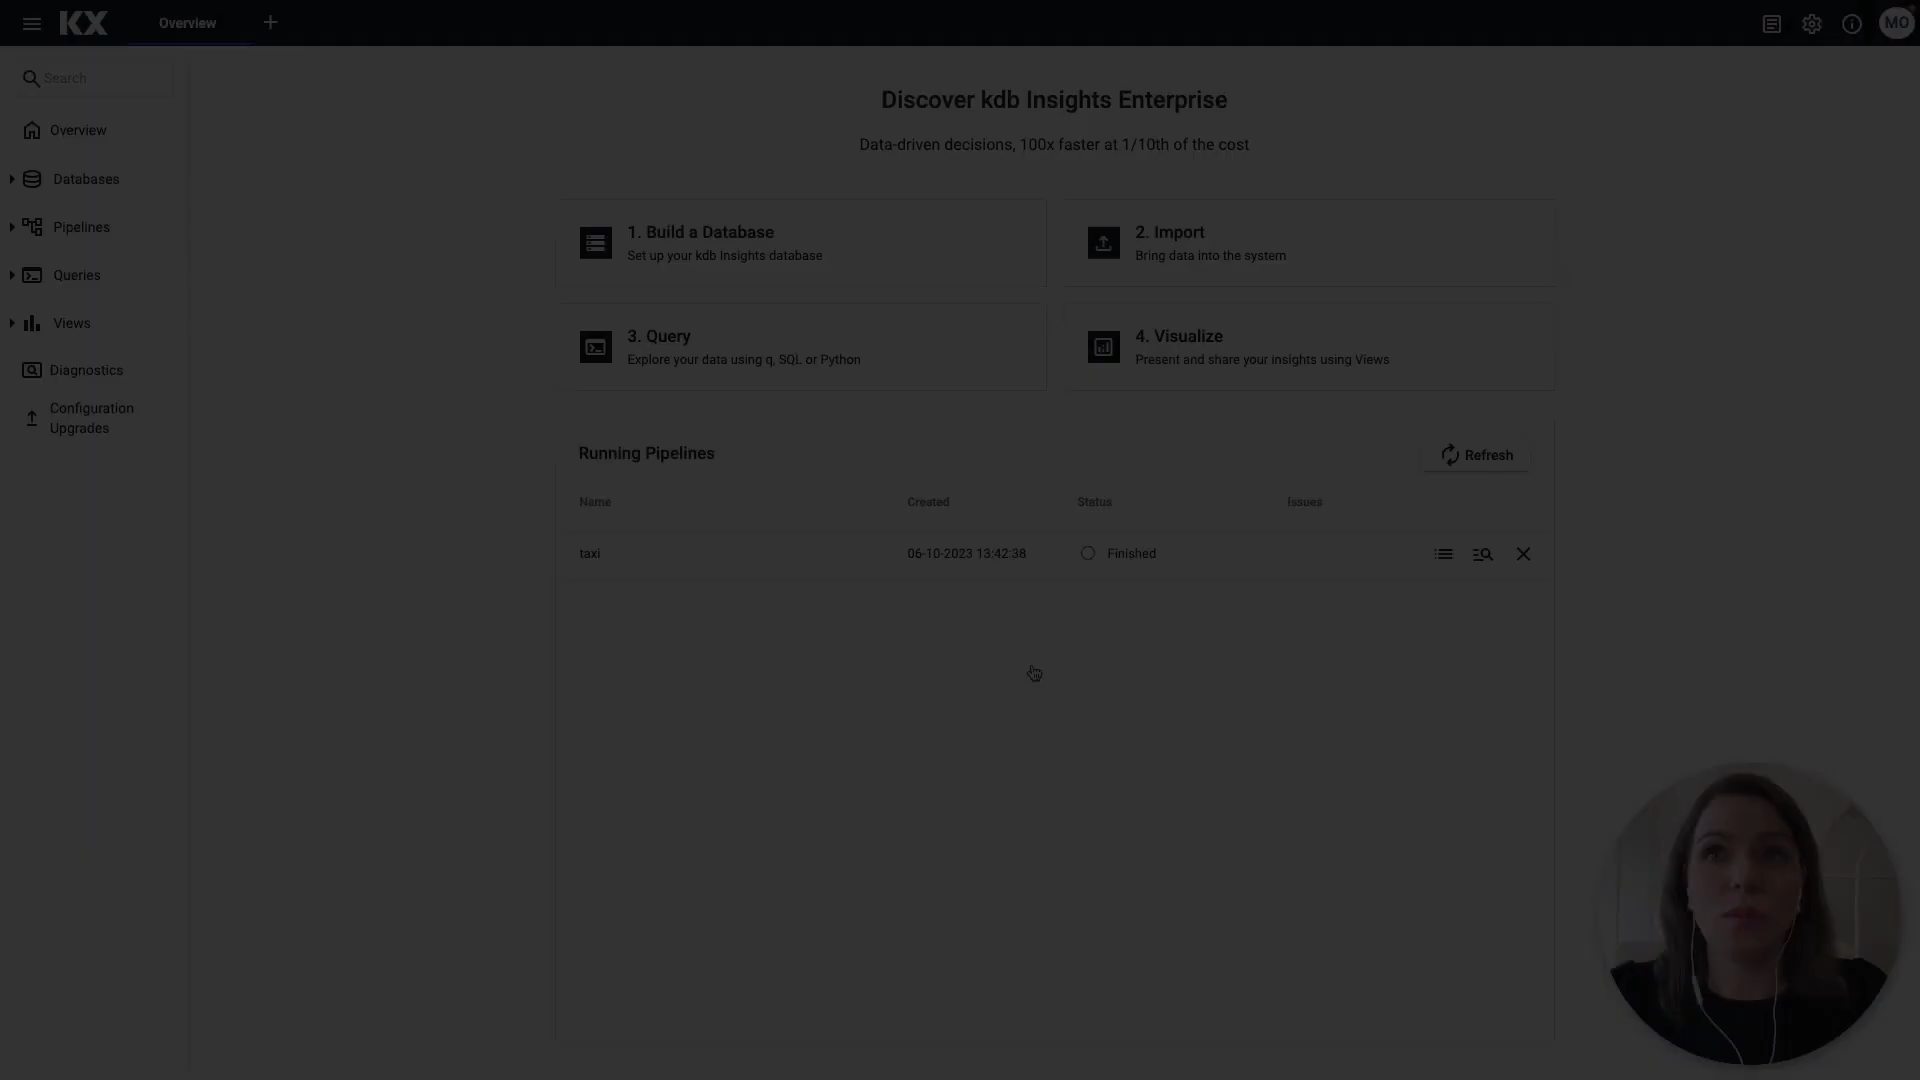 KX
Overview
MO
Search
Overview
Databases
Pipelines
Queries
Views
Diagnostics
Configuration
Upgrades
Discover kdb Insights Enterprise
Data-driven decisions, 100x faster at 1/10th of the cost
1. Build a Database
Set up your kdb Insights database
2. Import
Bring data into the system
3. Query
Explore your data using q, SQL or Python
4. Visualize
Present and share your insights using Views
Running Pipelines
Refresh
Name Created Status Issues
taxi 06-10-2023 13:42:38 Finished